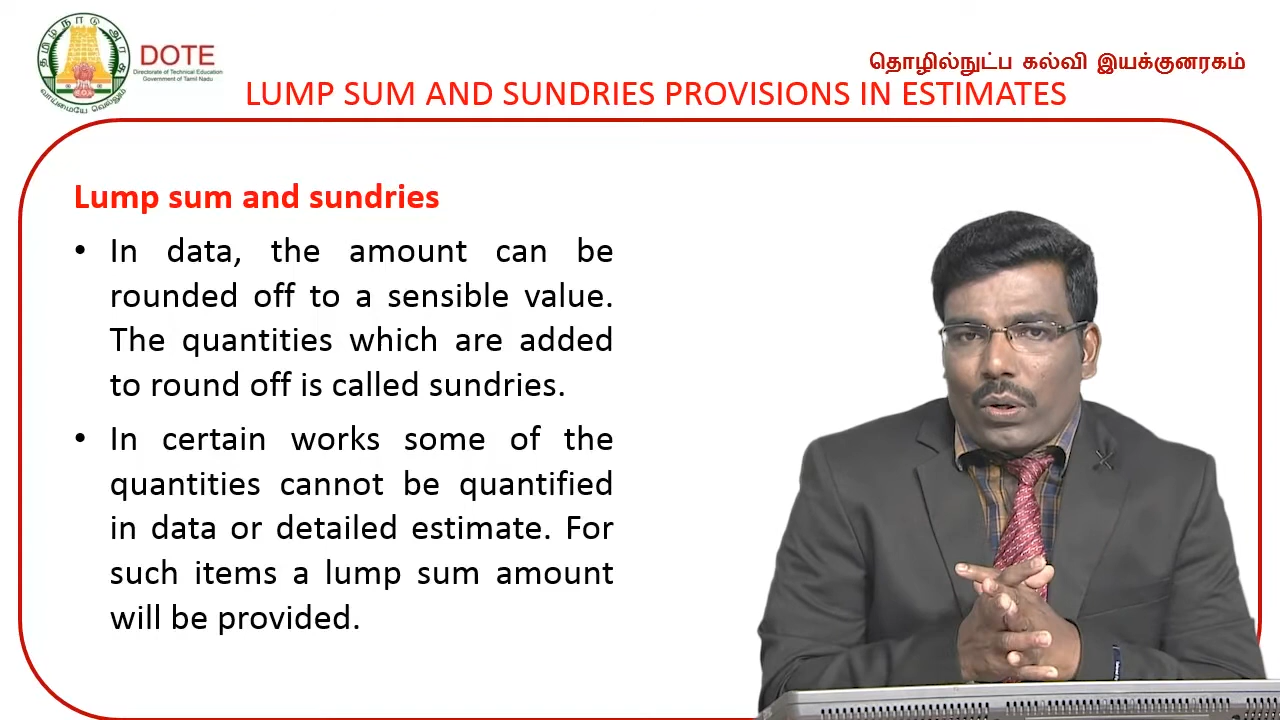 தமிழ்நாடு அரசு
வாய்மையே வெல்லும்
DOTE
Directorate of Technical Education
Government of Tamil Nadu
தொழில்நுட்ப கல்வி இயக்குனரகம்
LUMP SUM AND SUNDRIES PROVISIONS IN ESTIMATES
Lump sum and sundries
• In data, the amount can be
rounded off to a sensible value.
The quantities which are added
to round off is called sundries.
• In certain works some of the
quantities cannot be quantified
in data or detailed estimate. For
such items a lump sum amount
will be provided.